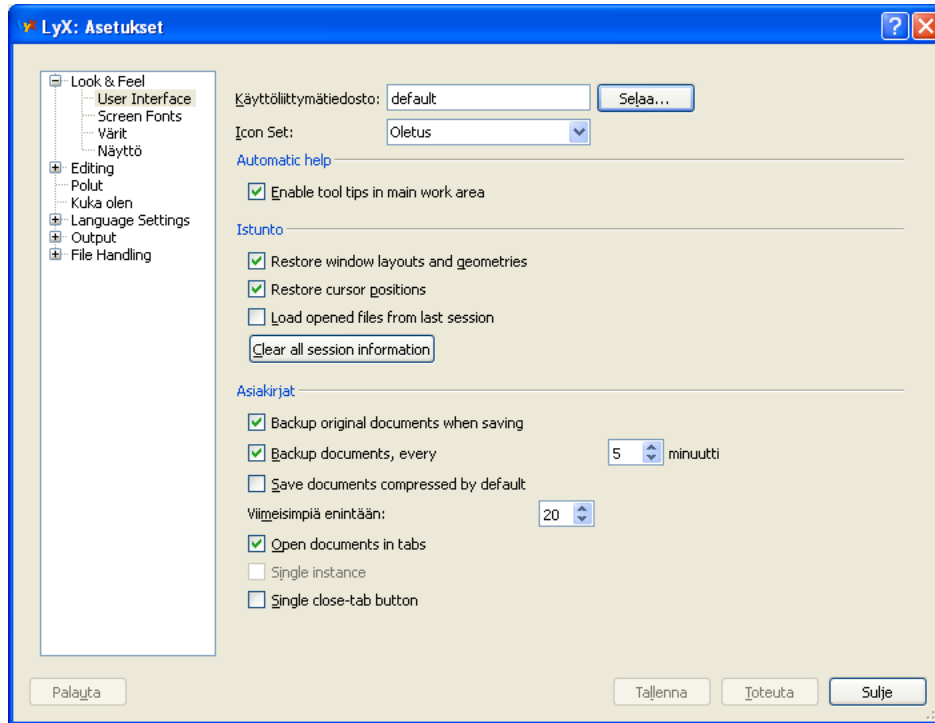 LyX: Asetukset
Look & Feel
User Interface
Screen Fonts
Värit
Näyttö
Editing
Polut
Kuka olen
Language Settings
Output
File Handling
Käyttöliittymätiedosto: default Selaa...
Icon Set: Oletus
Automatic help
Enable tool tips in main work area
Istunto
Restore window layouts and geometries
Restore cursor positions
Load opened files from last session
Clear all session information
Asiakirjat
Backup original documents when saving
Backup documents, every 5 minuutti
Save documents compressed by default
Viimeisimpiä enintään: 20
Open documents in tabs
Single instance
Single close-tab button
Palauta Tallenna Toteuta Sulje